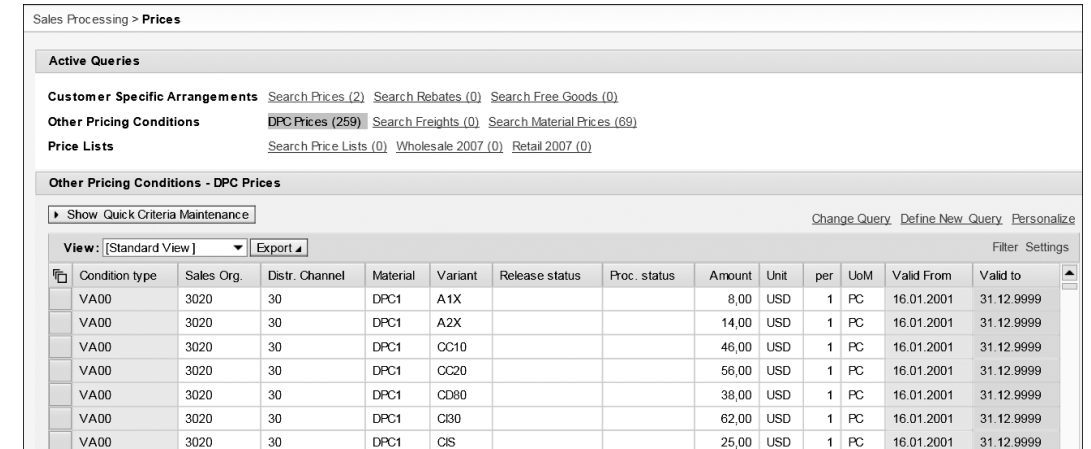 Sales Processing > Prices
Active Queries
Customer Specific Arrangements Search Prices (2) Search Rebates (0) Search Free Goods (0)
Other Pricing Conditions DPC Prices (259) Search Freights (0) Search Material Prices (69)
Price Lists Search Price Lists (0) Wholesale 2007 (0) Retail 2007 (0)
Other Pricing Conditions - DPC Prices
Show Quick Criteria Maintenance Change Query Define New Query Personalize
View: [Standard View] Export Filter Settings
Condition type Sales Org. Distr. Channel Material Variant Release status Proc. status Amount Unit per UoM Valid From Valid to
VA00 3020 30 DPC1 A1X 8,00 USD 1 PC 16.01.2001 31.12.9999
VA00 3020 30 DPC1 A2X 14,00 USD 1 PC 16.01.2001 31.12.9999
VA00 3020 30 DPC1 CC10 46,00 USD 1 PC 16.01.2001 31.12.9999
VA00 3020 30 DPC1 CC20 56,00 USD 1 PC 16.01.2001 31.12.9999
VA00 3020 30 DPC1 CD80 38,00 USD 1 PC 16.01.2001 31.12.9999
VA00 3020 30 DPC1 CI30 62,00 USD 1 PC 16.01.2001 31.12.9999
VA00 3020 30 DPC1 CIS 25,00 USD 1 PC 16.01.2001 31.12.9999